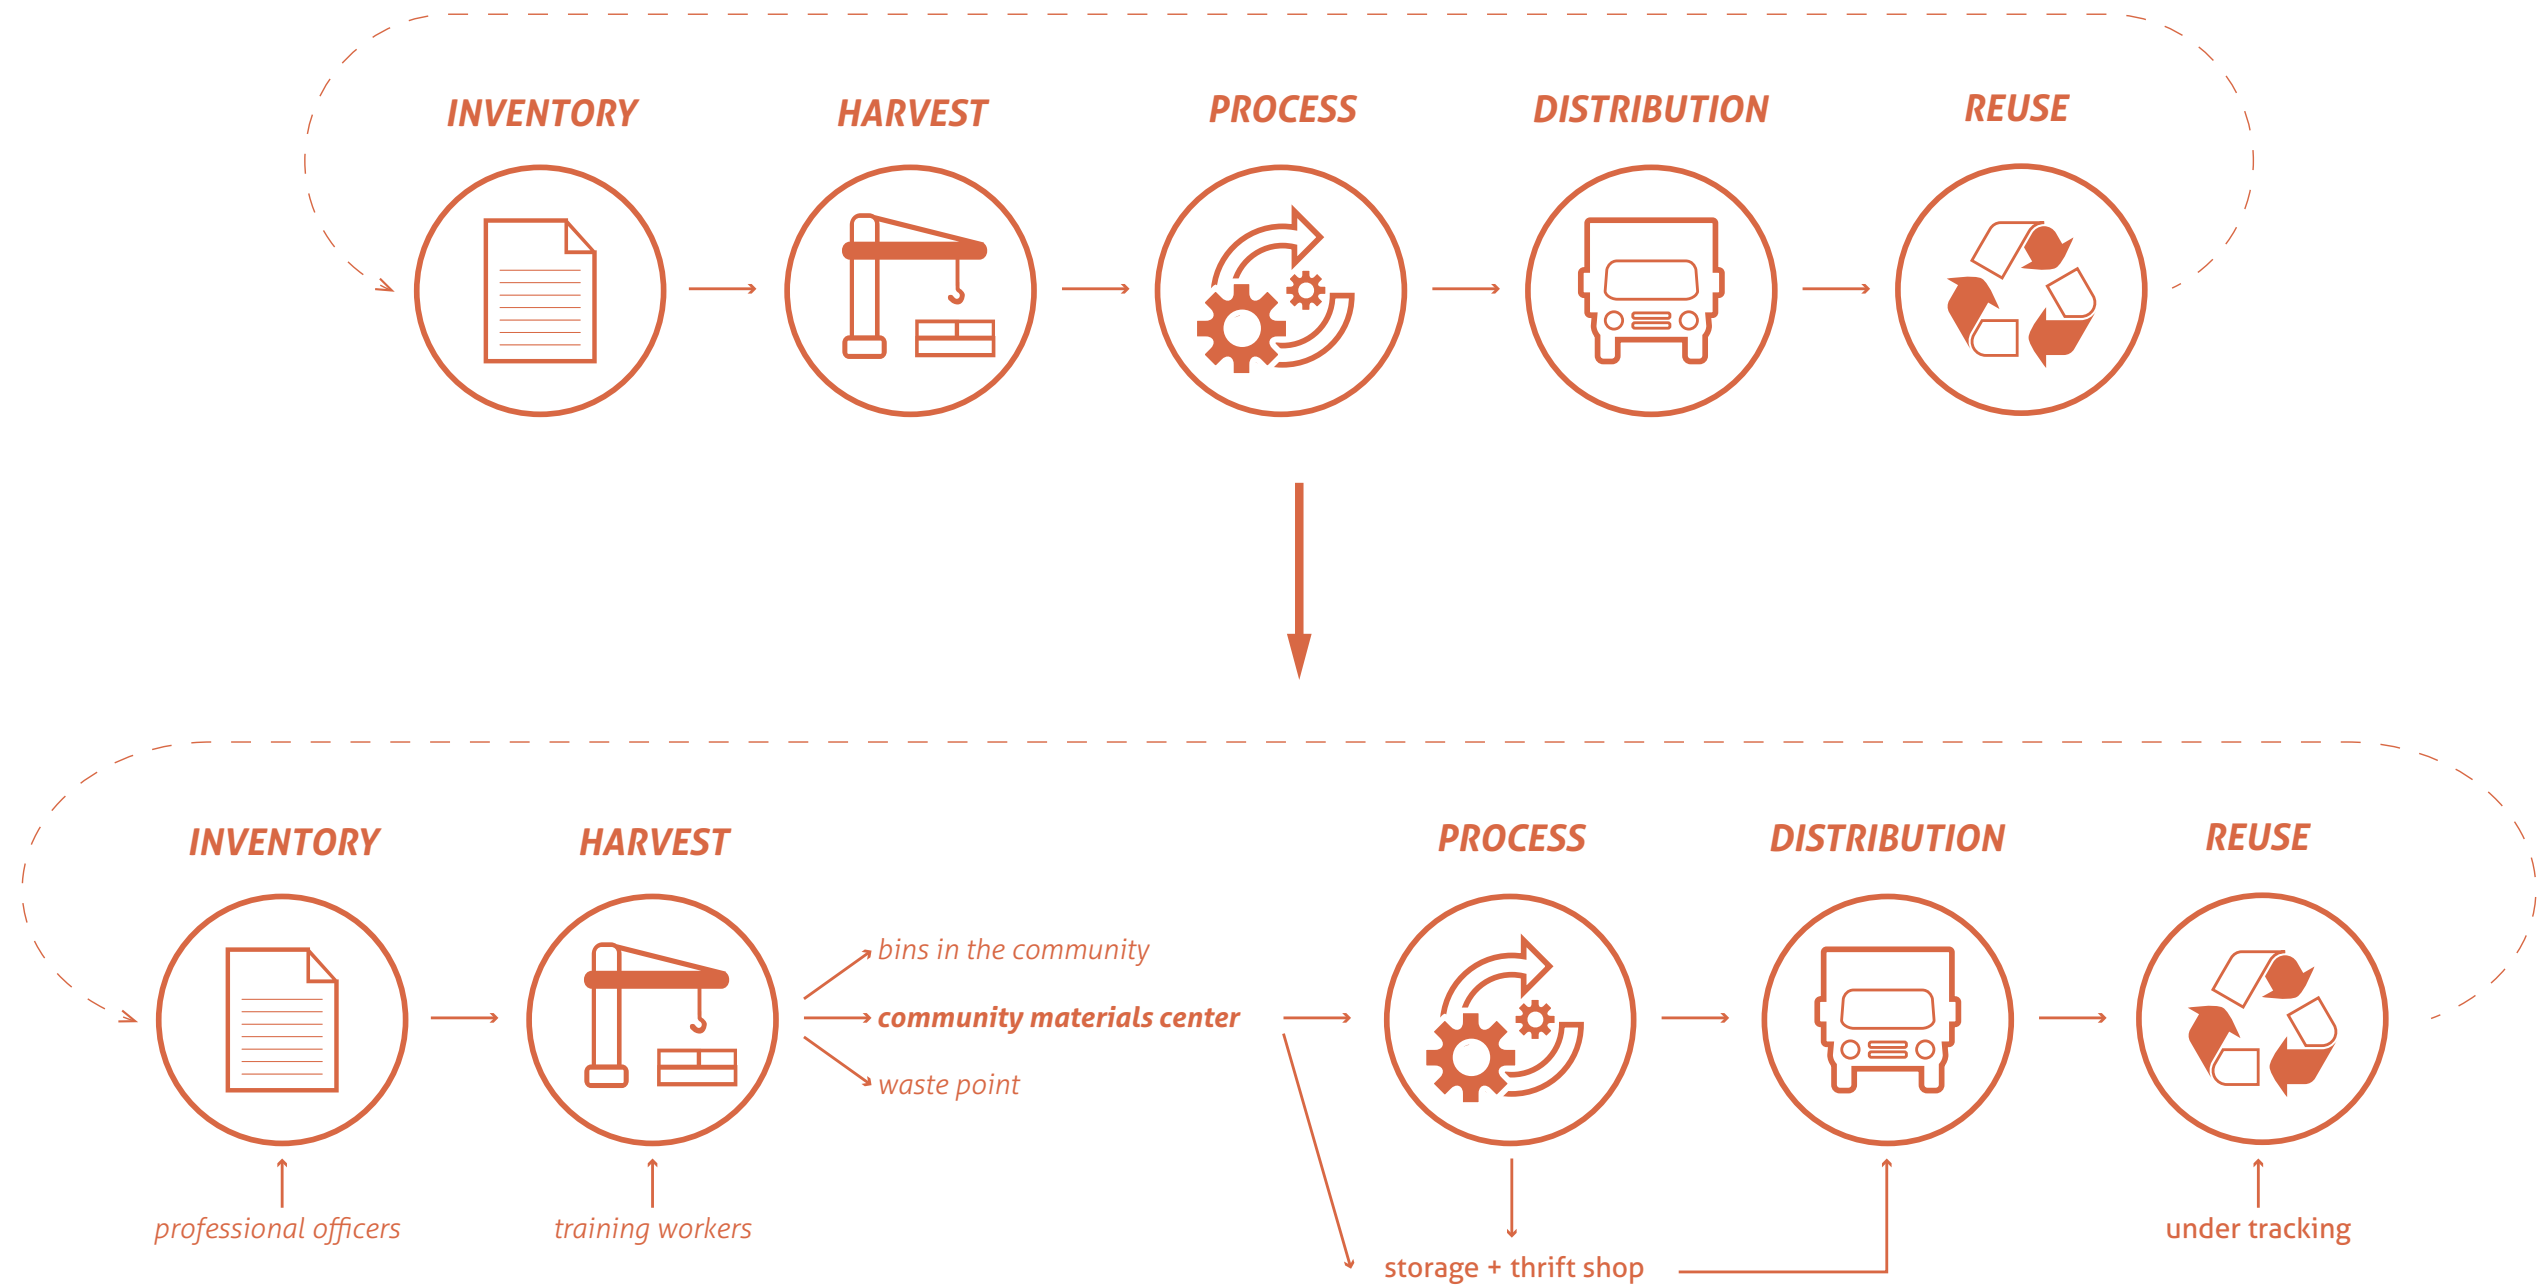 INVENTORY
HARVEST
PROCESS
DISTRIBUTION
REUSE
INVENTORY
HARVEST
PROCESS
DISTRIBUTION
REUSE
bins in the community
community materials center
waste point
professional officers
training workers
under tracking
storage + thrift shop